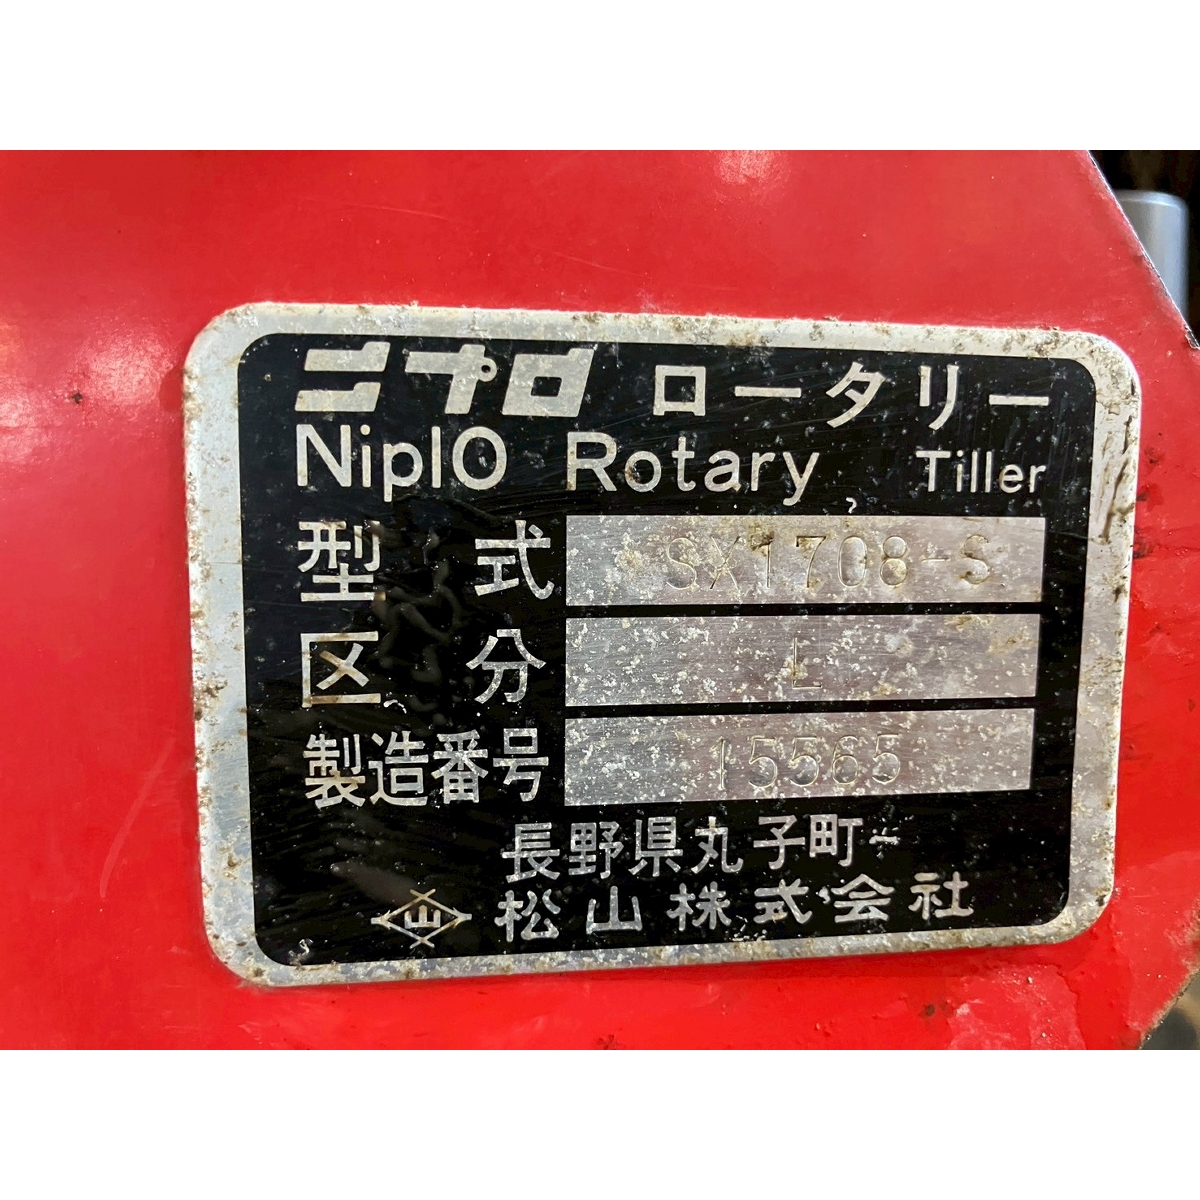 ニプロ ロータリー
NiplO Rotary Tiller
型式 SX1708-S
区分 L
製造番号 15565
長野県丸子町
山 松山株式会社
S